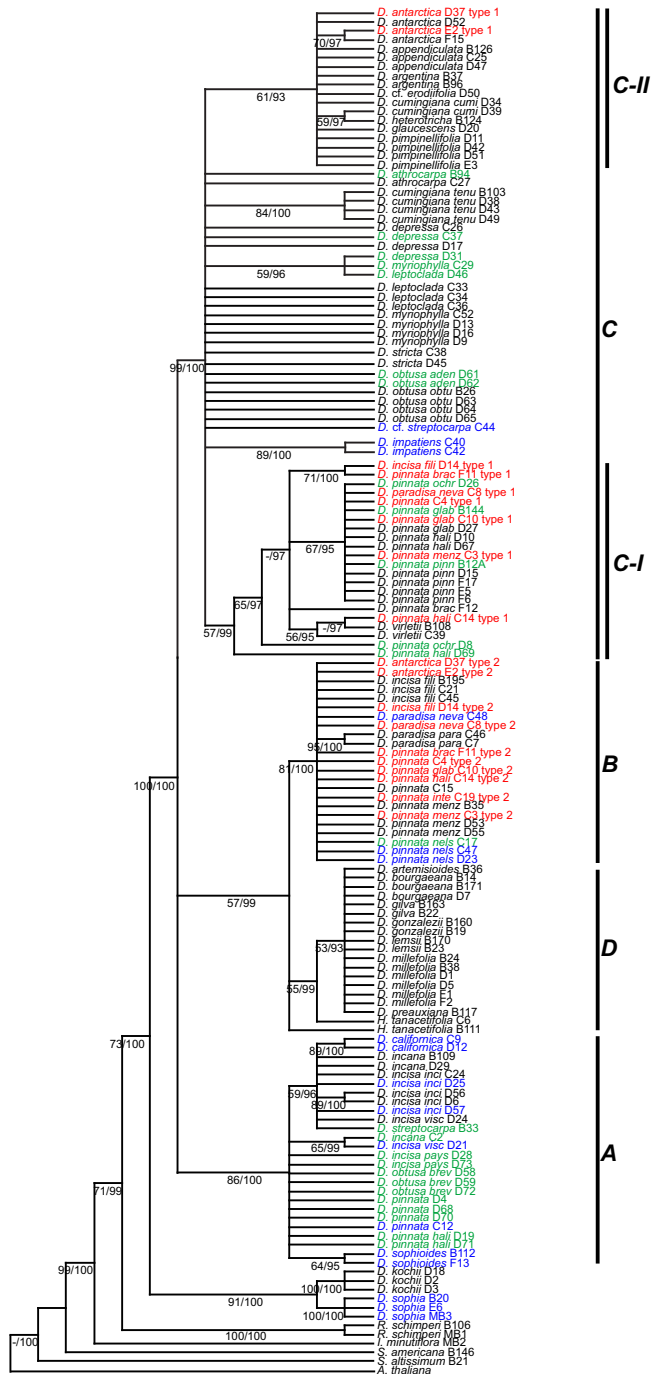 D. antarctica D37 type 1
D. antarctica D52
D. antarctica E2 type 1
70/97
D. antarctica F15
D. appendiculata B126
D. appendiculata C25
D. appendiculata D47
D. argentina B37
C-II
61/93
D. argentina B96
D. cf. erodiifolia D50
D. cumingiana cumi D34
D. cumingiana cumi D39
59/97
D. heterotricha B124
D. glaucescens D20
D. pimpinellifolia D11
D. pimpinellifolia D42
D. pimpinellifolia D51
D. pimpinellifolia E3
D. athrocarpa B94
D. athrocarpa C27
D. cumingiana tenu B103
D. cumingiana tenu D38
84/100
D. cumingiana tenu D43
D. cumingiana tenu D49
D. depressa C26
D. depressa C37
D. depressa D17
D. depressa D31
D. myriophylla C29
59/96
D. leptoclada D46
D. leptoclada C33
D. leptoclada C34
D. leptoclada C36
D. myriophylla C52
D. myriophylla D13
C
D. myriophylla D16
D. myriophylla D9
D. stricta C38
99/100
D. stricta D45
D. obtusa aden D61
D. obtusa aden D62
D. obtusa obtu B26
D. obtusa obtu D63
D. obtusa obtu D64
D. obtusa obtu D65
D. cf. streptocarpa C44
D. impatiens C40
89/100
D. impatiens C42
D. incisa fili D14 type 1
71/100
D. pinnata brac F11 type 1
D. pinnata ochr D26
D. paradisa neva C8 type 1
D. pinnata C4 type 1
D. pinnata glab B144
D. pinnata glab C10 type 1
D. pinnata glab D27
D. pinnata hali D10
D. pinnata hali D67
67/95
-/97
D. pinnata menz C3 type 1
C-I
D. pinnata pinn B12A
D. pinnata pinn D15
D. pinnata pinn F17
D. pinnata pinn F5
D. pinnata pinn F6
65/97
D. pinnata brac F12
D. pinnata hali C14 type 1
-/97
D. virletii B108
56/95
D. virletii C39
57/99
D. pinnata ochr D8
D. pinnata hali D69
D. antarctica D37 type 2
D. antarctica E2 type 2
D. incisa fili B195
D. incisa fili C21
D. incisa fili C45
D. incisa fili D14 type 2
D. paradisa neva C48
D. paradisa neva C8 type 2
D. paradisa para C46
95/100
D. paradisa para C7
D. pinnata brac F11 type 2
D. pinnata C4 type 2
B
81/100
D. pinnata glab C10 type 2
D. pinnata hali C14 type 2
100/100
D. pinnata C15
D. pinnata inte C19 type 2
D. pinnata menz B35
D. pinnata menz C3 type 2
D. pinnata menz D53
D. pinnata menz D55
D. pinnata nels C17
D. pinnata nels C47
D. pinnata nels D23
D. artemisioides B36
D. bourgaeana B14
D. bourgaeana B171
D. bourgaeana D7
57/99
D. gilva B163
D. gilva B22
D. gonzalezii B160
D. gonzalezii B19
D. lemsii B170
D
53/93
D. lemsii B23
D. millefolia B24
D. millefolia B38
D. millefolia D1
D. millefolia D5
55/99
D. millefolia E1
D. millefolia F2
D. preauxiana B117
H. tanacetifolia C6
H. tanacetifolia B111
D. californica C9
73/100
D. californica D12
89/100
D. incana B109
D. incana D29
D. incisa inci C24
D. incisa inci D25
59/96
D. incisa inci D56
D. incisa inci D6
89/100
D. incisa inci D57
D. incisa visc D24
D. streptocarpa B33
D. incana C2
65/99
D. incisa visc D21
D. incisa pays D28
A
D. incisa pays D73
D. obtusa brev D58
86/100
D. obtusa brev D59
71/99
D. obtusa brev D72
D. pinnata D4
D. pinnata D68
D. pinnata D70
D. pinnata C12
D. pinnata hali D19
D. pinnata hali D71
D. sophioides B112
64/95
D. sophioides F13
99/100
D. kochii D18
D. kochii D2
100/100
D. kochii D3
91/100
D. sophia B20
D. sophia E6
100/100
D. sophia MB3
R. schimperi B106
100/100
R. schimperi MB1
-/100
I. minutiflora MB2
S. americana B146
S. altissimum B21
A. thaliana